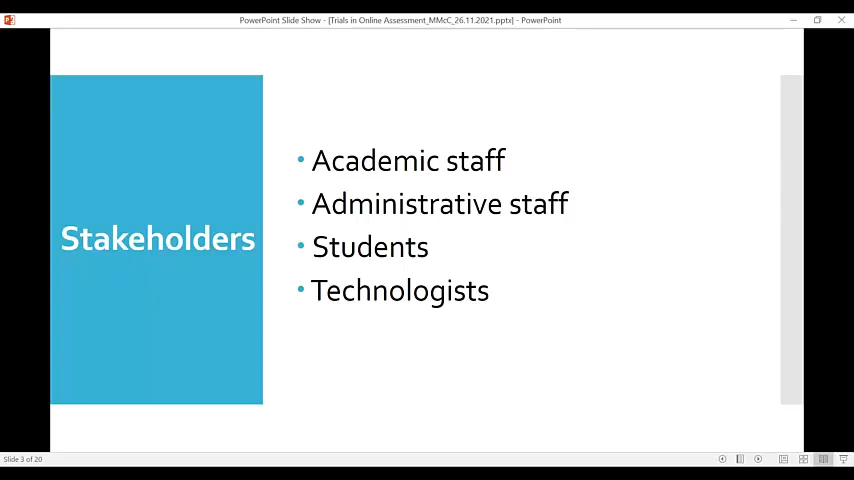 PowerPoint Slide Show - [Trials in Online Assessment_MMcC_26.11.2021.pptx] - PowerPoint
Stakeholders
• Academic staff
• Administrative staff
• Students
• Technologists
Slide 3 of 20